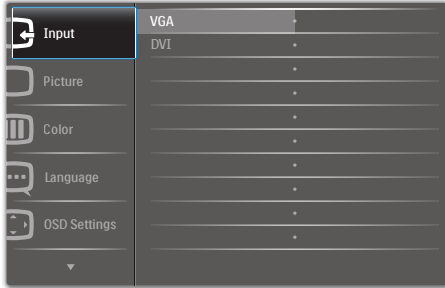 Input
Picture
Color
Language
OSD Settings
VGA
DVI